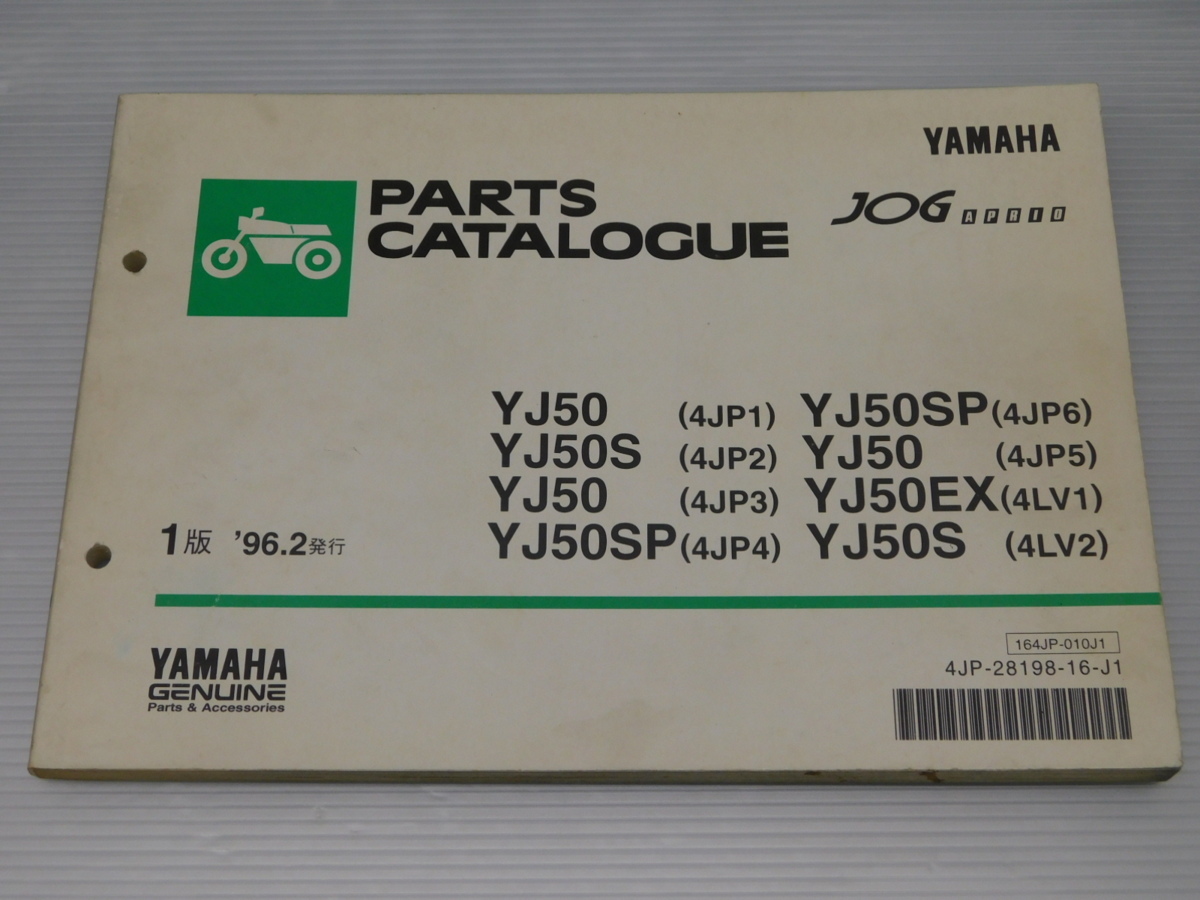 YAMAHA
PARTS
CATALOGUE
JOG APRIO
YJ50 (4JP1) YJ50SP (4JP6)
YJ50S (4JP2) YJ50 (4JP5)
YJ50 (4JP3) YJ50EX (4LV1)
YJ50SP (4JP4) YJ50S (4LV2)
1版 '96.2発行
YAMAHA
GENUINE
Parts & Accessories
164JP-010J1
4JP-28198-16-J1